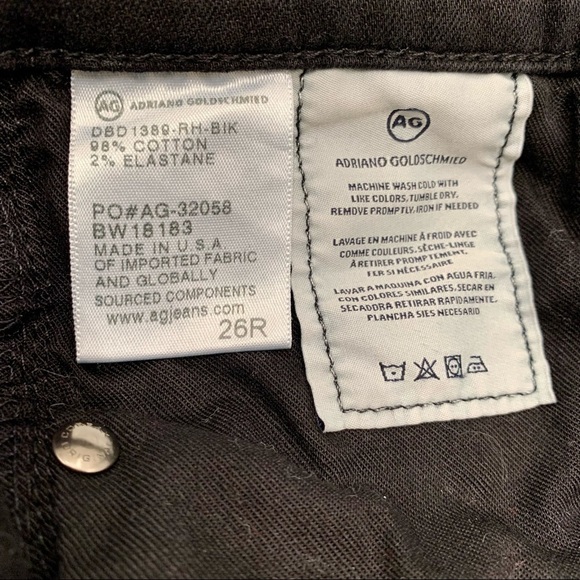 AG ADRIANO GOLDSCHMIED
DBD1389-RH-BIK
98% COTTON
2% ELASTANE
PO#AG-32058
BW18183
MADE IN U.S.A.
OF IMPORTED FABRIC
AND GLOBALLY
SOURCED COMPONENTS
www.agjeans.com
26R
AG
ADRIANO GOLDSCHMIED
MACHINE WASH COLD WITH
LIKE COLORS, TUMBLE DRY.
REMOVE PROMPTLY, IRON IF NEEDED
LAVAGE EN MACHINE À FROID AVEC
COMME COULEURS. SÈCHE-LINGE
À RETIRER PROMPTEMENT,
FER SI NÉCESSAIRE
LAVAR A MAQUINA CON AGUA FRIA.
CON COLORES SIMILARES, SECAR EN
SECADORA RETIRAR RAPIDAMENTE.
PLANCHA SIES NECESARIO